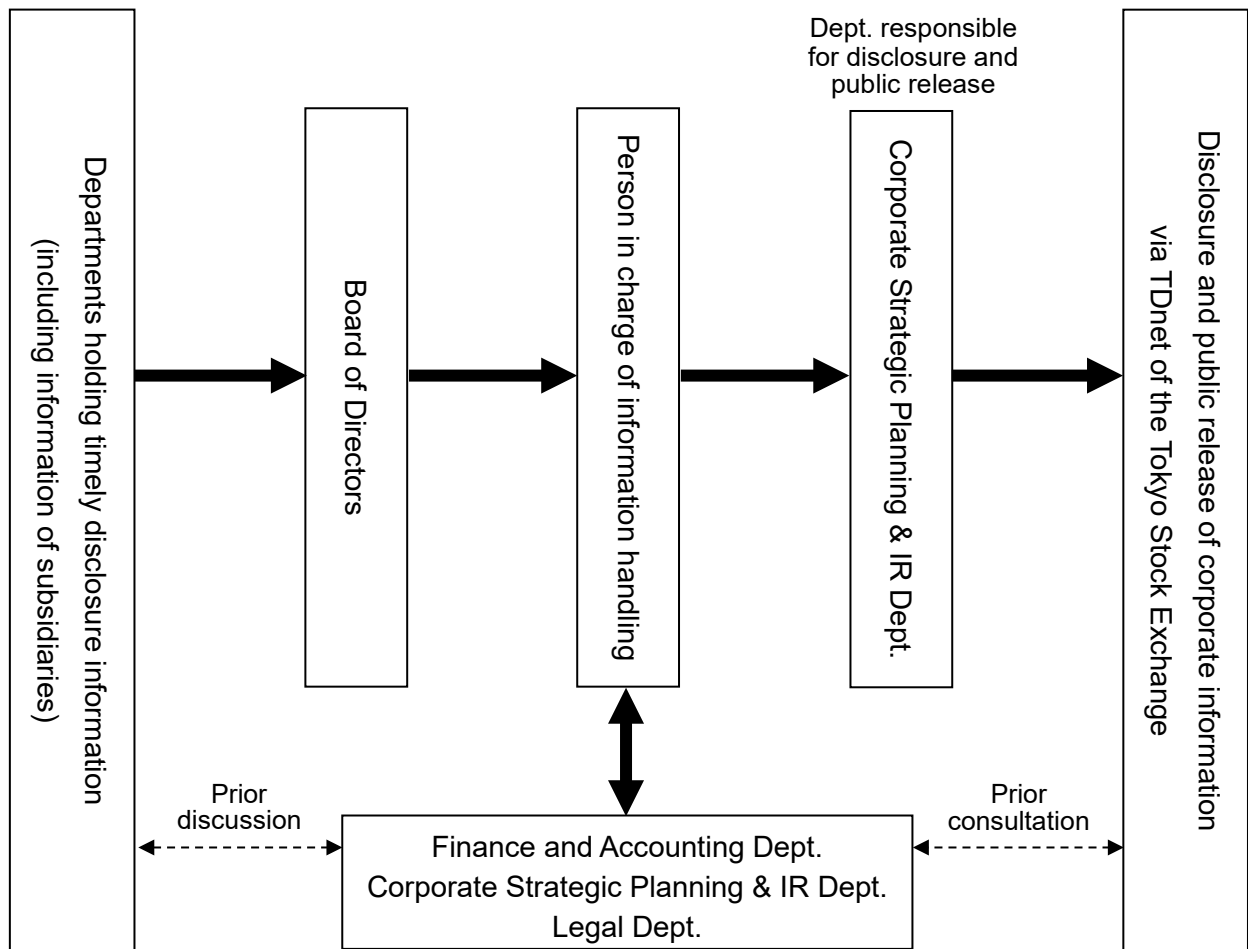 Dept. responsible
for disclosure and
public release
Departments holding timely disclosure information
(including information of subsidiaries)
Board of Directors
Person in charge of information handling
Corporate Strategic Planning & IR Dept.
Disclosure and public release of corporate information
via TDnet of the Tokyo Stock Exchange
Prior
discussion
Prior
consultation
Finance and Accounting Dept.
Corporate Strategic Planning & IR Dept.
Legal Dept.